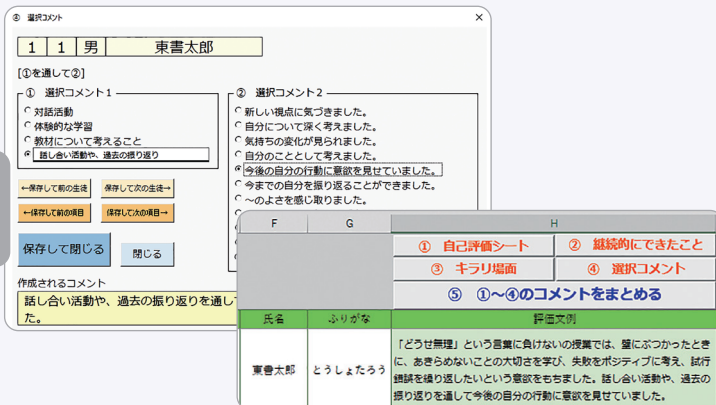 ② 選択コメント
1 1 男 東書太郎
[①を通して②]
① 選択コメント1
対話活動
体験的な学習
教材について考えること
話し合い活動や、過去の振り返り
←保存して前の生徒 保存して次の生徒→
←保存して前の項目 保存して次の項目→
保存して閉じる 閉じる
作成されるコメント
話し合い活動や、過去の振り返りを通し
た。
② 選択コメント2
新しい視点に気づきました。
自分について深く考えました。
気持ちの変化が見られました。
自分のこととして考えました。
今後の自分の行動に意欲を見せていました。
今までの自分を振り返ることができました。
～のよさを感じ取りました。
F G H
① 自己評価シート ② 継続的にできたこと
③ キラリ場面 ④ 選択コメント
⑤ ①～④のコメントをまとめる
氏名 ふりがな 評価文例
東書太郎 とうしょたろう
「どうせ無理」という言葉に負けないの授業では、壁にぶつかったとき
に、あきらめないごとの大切さを学び、失敗をポジティブに考え、試行
錯誤を繰り返したいという意欲をもちました。話し合い活動や、過去の
振り返りを通して今後の自分の行動に意欲を見せていました。